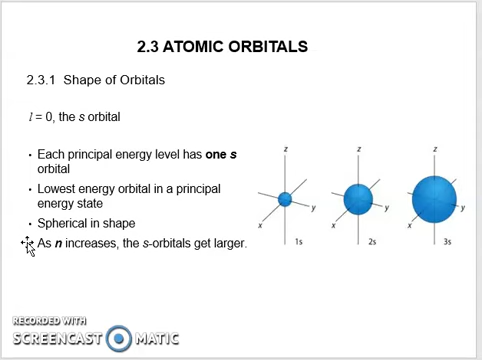 2.3 ATOMIC ORBITALS
2.3.1 Shape of Orbitals
l = 0, the s orbital
• Each principal energy level has one s
orbital
• Lowest energy orbital in a principal
energy state
• Spherical in shape
• As n increases, the s-orbitals get larger.
z
y
x
1s
z
y
x
2s
z
y
x
3s
RECORDED WITH
SCREENCAST MATIC